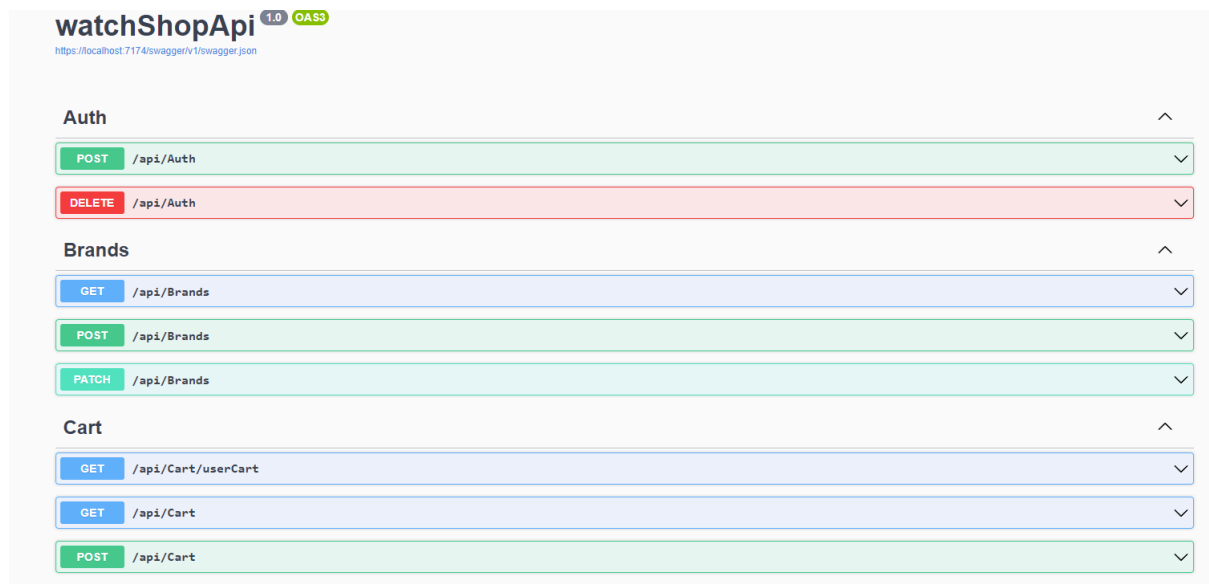 watchShopApi 1.0 OAS3
https://localhost:7174/swagger/v1/swagger.json
Auth
POST /api/Auth
DELETE /api/Auth
Brands
GET /api/Brands
POST /api/Brands
PATCH /api/Brands
Cart
GET /api/Cart/userCart
GET /api/Cart
POST /api/Cart